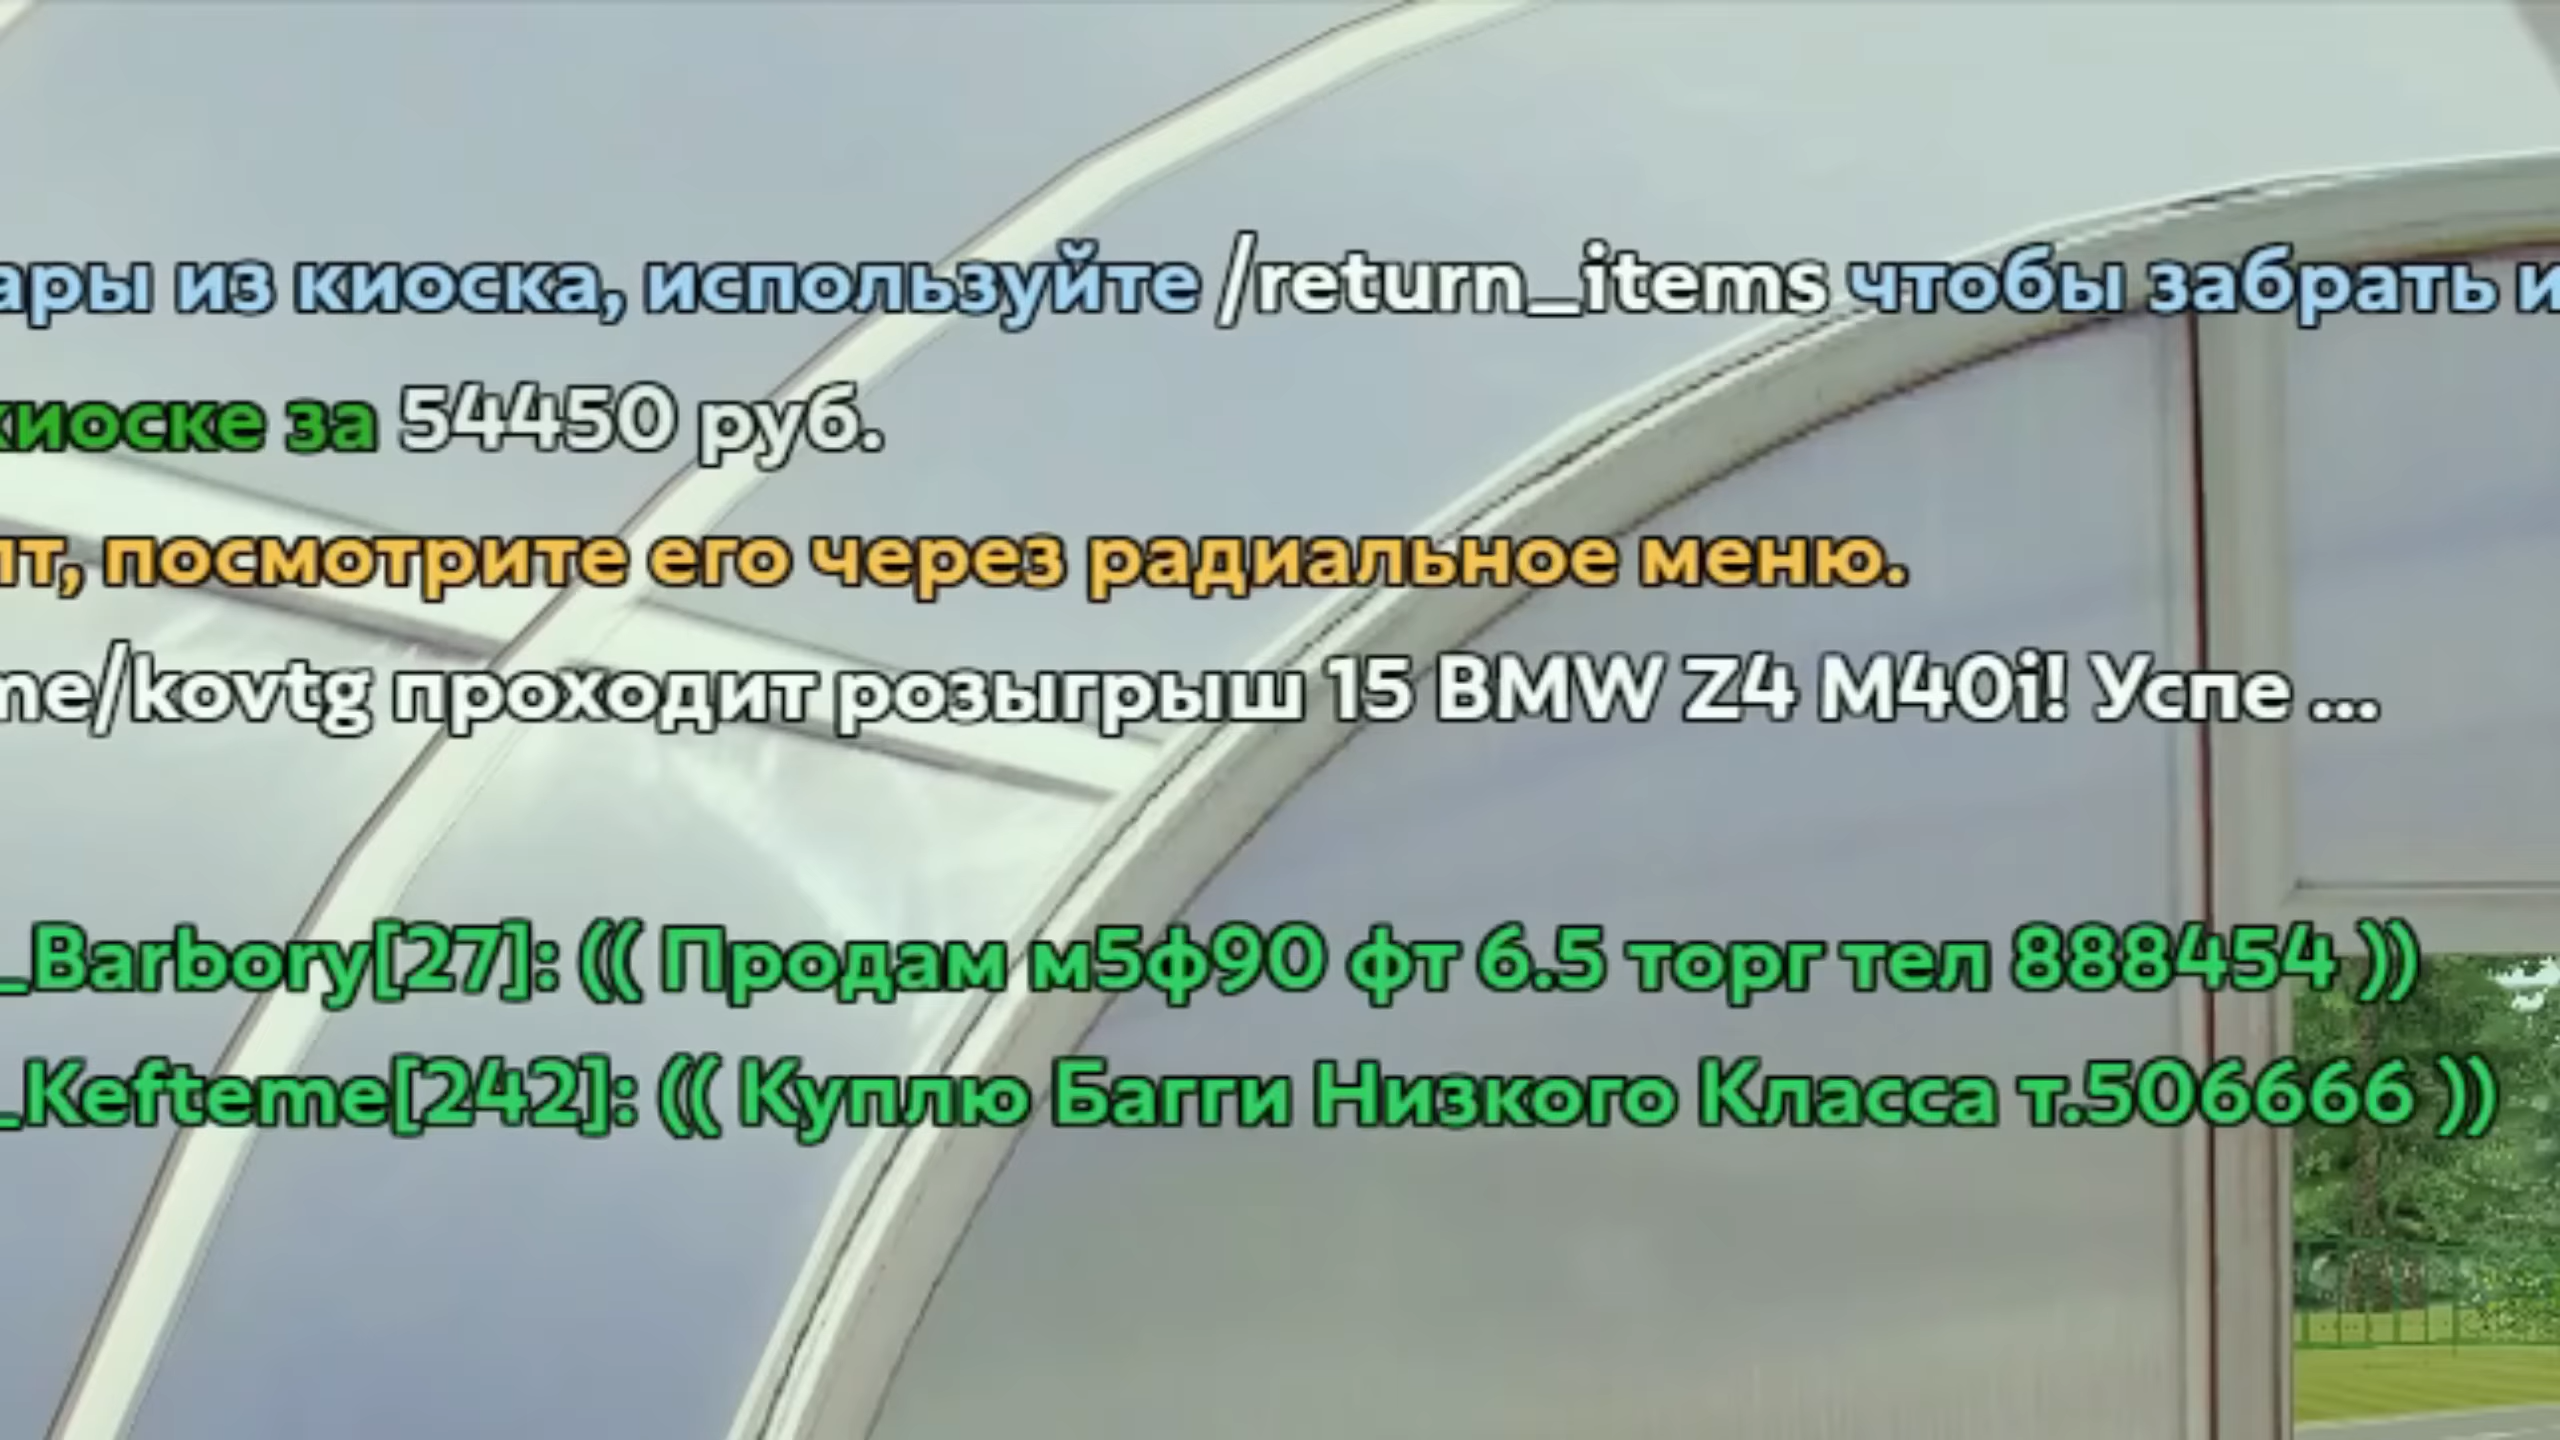 ары из киоска, используйте /return_items чтобы забрать и
киоске за 54450 руб.
пт, посмотрите его через радиальное меню.
me/kovtg проходит розыгрыш 15 BMW Z4 M40i! Успе ...
_Barbory[27]: (( Продам м5ф90 фт 6.5 торг тел 888454 ))
_Kefteme[242]: (( Куплю Багги Низкого Класса т.506666 ))